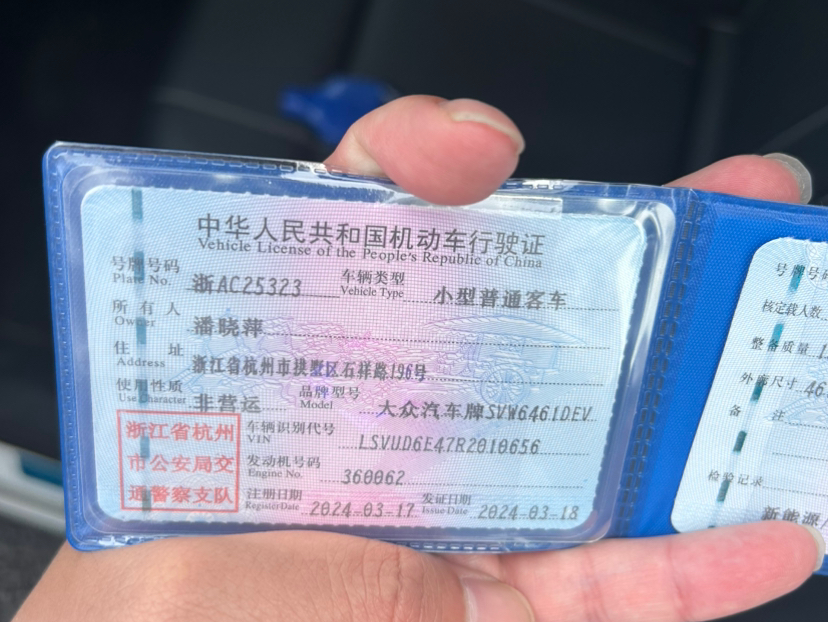 中华人民共和国机动车行驶证
Vehicle License of the People's Republic of China
号牌号码 浙AC25323 车辆类型 小型普通客车
Plate No. Vehicle Type
所有人 潘晓萍
Owner
住址 浙江省杭州市拱墅区石祥路196号
Address
使用性质 非营运 品牌型号 大众汽车牌SVW6461DEV
Use Character Model
浙江省杭州
市公安局交
通警察支队
车辆识别代号 LSVUD6E47R2010656
VIN
发动机号码 360062
Engine No.
注册日期 2024-03-17 发证日期 2024-03-18
Register Date Issue Date
号牌号码
核定载人数
整备质量
外廓尺寸 46
备注
检验记录
新能源